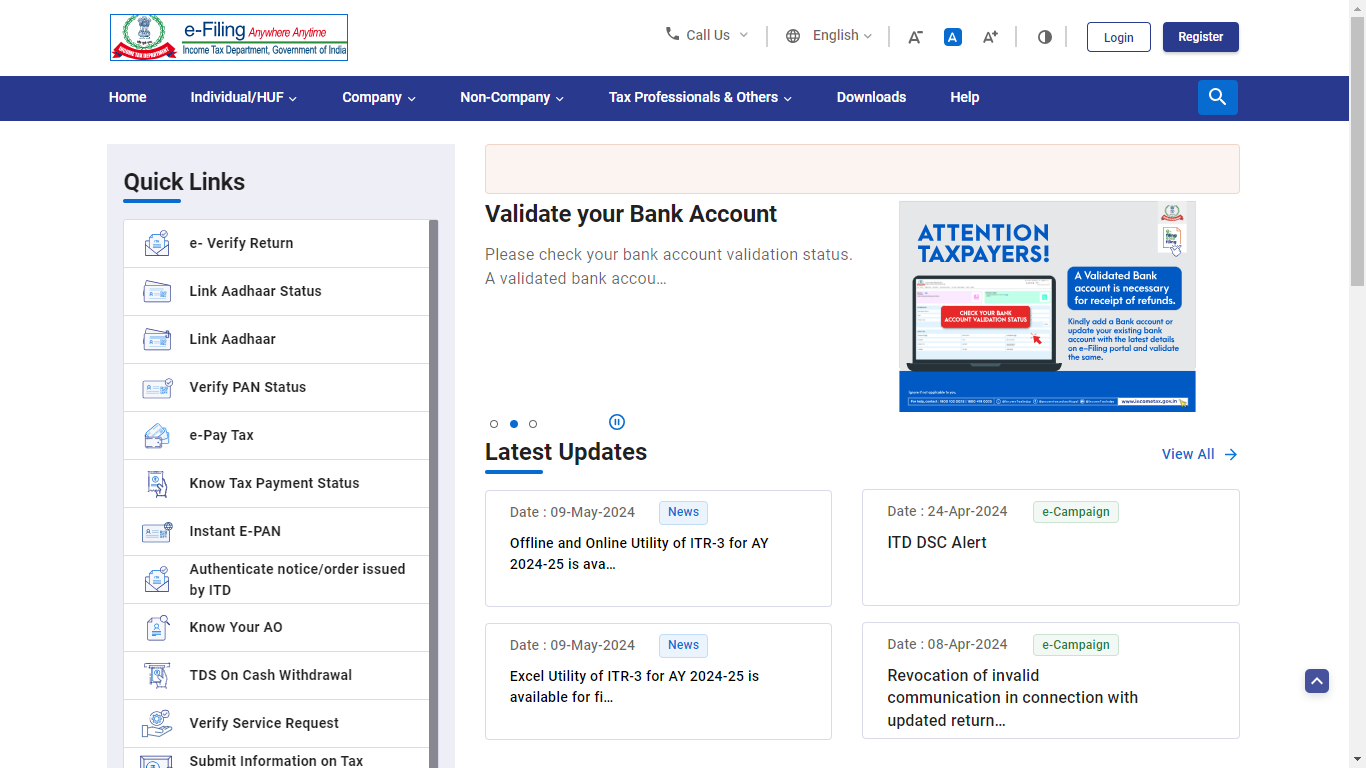 e-Filing Anywhere Anytime
Income Tax Department, Government of India
Call Us
English
A-
A
A+
Login
Register
Home
Individual/HUF
Company
Non-Company
Tax Professionals & Others
Downloads
Help
Quick Links
e- Verify Return
Link Aadhaar Status
Link Aadhaar
Verify PAN Status
e-Pay Tax
Know Tax Payment Status
Instant E-PAN
Authenticate notice/order issued
by ITD
Know Your AO
TDS On Cash Withdrawal
Verify Service Request
Submit Information on Tax
Validate your Bank Account
Please check your bank account validation status.
A validated bank accou…
ATTENTION
TAXPAYERS!
CHECK YOUR BANK
ACCOUNT VALIDATION STATUS
A Validated Bank
account is necessary
for receipt of refunds.
Kindly add a Bank account or
update your existing bank
account with the latest details
on e-Filing portal and validate
the same.
www.incometax.gov.in
Latest Updates
View All
Date : 09-May-2024 News
Offline and Online Utility of ITR-3 for AY
2024-25 is ava…
Date : 24-Apr-2024 e-Campaign
ITD DSC Alert
Date : 09-May-2024 News
Excel Utility of ITR-3 for AY 2024-25 is
available for fi…
Date : 08-Apr-2024 e-Campaign
Revocation of invalid
communication in connection with
updated return…